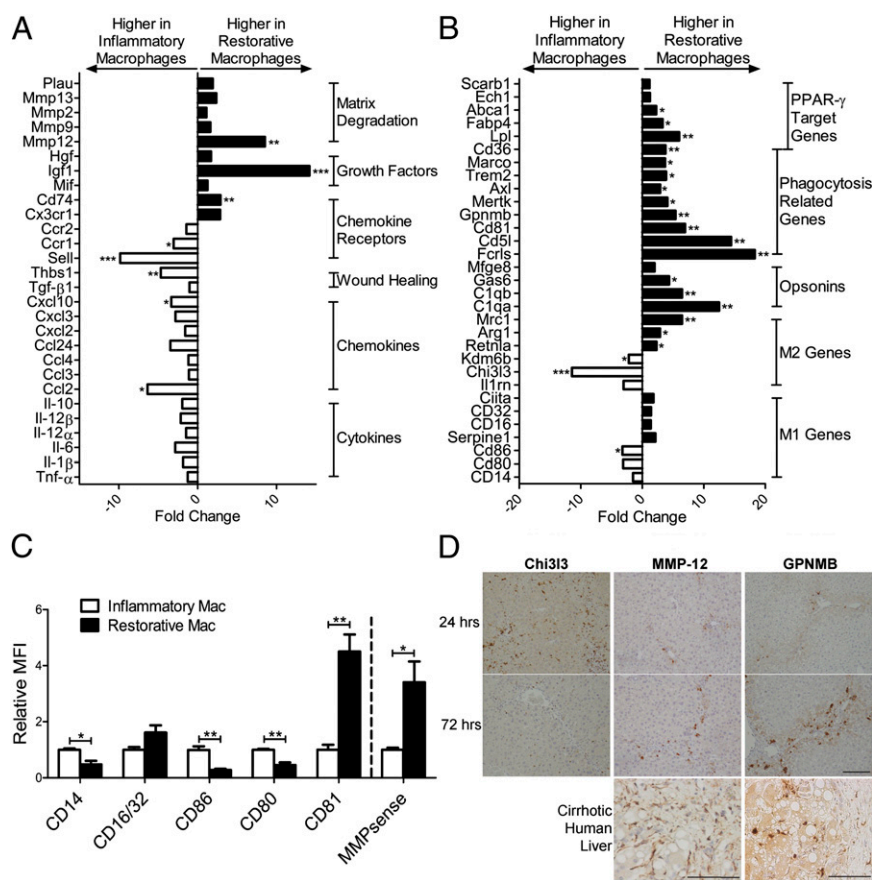 A
Higher in
Inflammatory
Macrophages
Higher in
Restorative
Macrophages
Plau
Mmp13
Mmp2
Mmp9
Mmp12
Hgf
Igf1
Mif
Cd74
Cx3cr1
Ccr2
Ccr1
Sell
Thbs1
Tgf-β1
Cxcl10
Cxcl3
Cxcl2
Ccl24
Ccl4
Ccl3
Ccl2
Il-10
Il-12β
Il-12α
Il-6
Il-1β
Tnf-α
**
***
**
*
***
**
*
*
Matrix
Degradation
Growth Factors
Chemokine
Receptors
Wound Healing
Chemokines
Cytokines
-10
0
10
Fold Change
B
Higher in
Inflammatory
Macrophages
Higher in
Restorative
Macrophages
Scarb1
Ech1
Abca1
Fabp4
Lpl
Cd36
Marco
Trem2
Axl
Mertk
Gpnmb
Cd81
Cd5l
Fcrls
Mfge8
Gas6
C1qb
C1qa
Mrc1
Arg1
Retnla
Kdm6b
Chi3l3
Il1rn
Ciita
CD32
CD16
Serpine1
Cd86
Cd80
CD14
*
*
**
**
*
*
*
*
**
**
**
**
*
**
**
**
*
*
*
***
*
PPAR-γ
Target
Genes
Phagocytosis
Related
Genes
Opsonins
M2 Genes
M1 Genes
-20
-10
0
10
20
Fold Change
C
Inflammatory Mac
Restorative Mac
Relative MFI
6
4
2
0
*
**
**
**
*
CD14
CD16/32
CD86
CD80
CD81
MMPsense
D
Chi3l3
MMP-12
GPNMB
24 hrs
72 hrs
Cirrhotic
Human
Liver